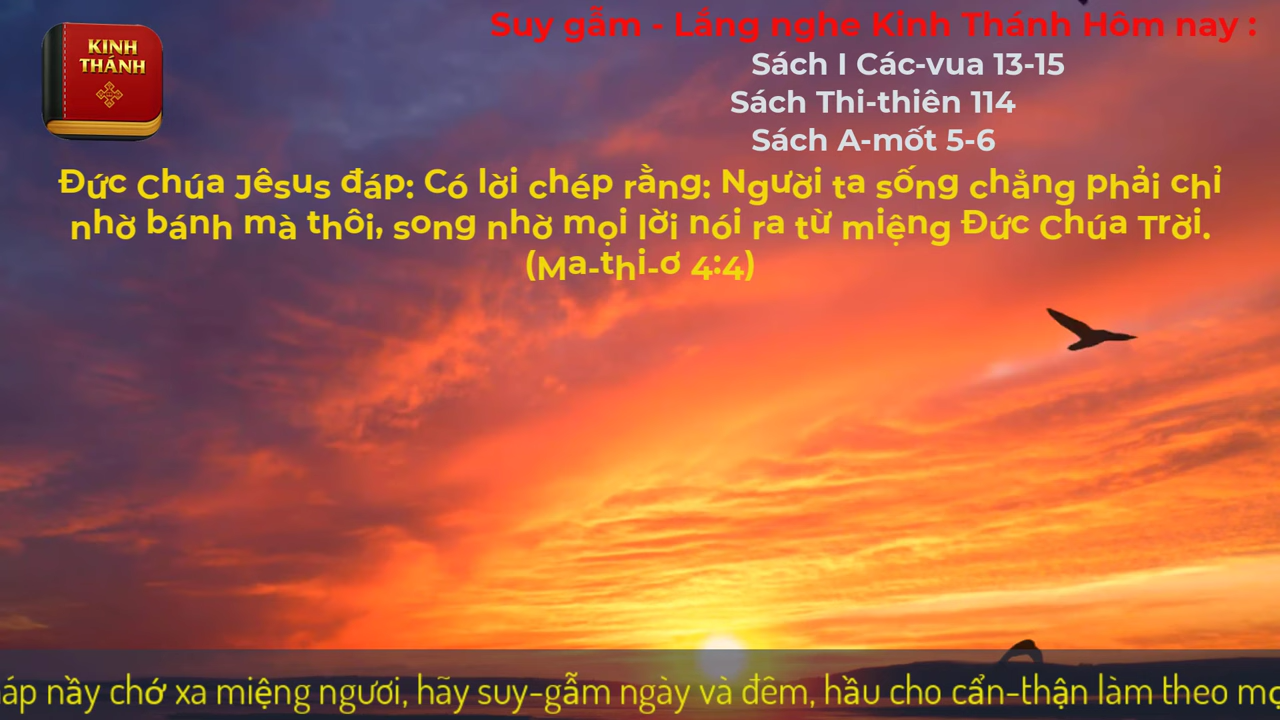 KINH
THÁNH
Suy gẫm - Lắng nghe Kinh Thánh Hôm nay :
Sách I Các-vua 13-15
Sách Thi-thiên 114
Sách A-mốt 5-6
Đức Chúa Jêsus đáp: Có lời chép rằng: Người ta sống chẳng phải chỉ
nhờ bánh mà thôi, song nhờ mọi lời nói ra từ miệng Đức Chúa Trời.
(Ma-thi-ơ 4:4)
nầy chớ xa miệng ngươi, hãy suy-gẫm ngày và đêm, hầu cho cẩn-thận làm theo